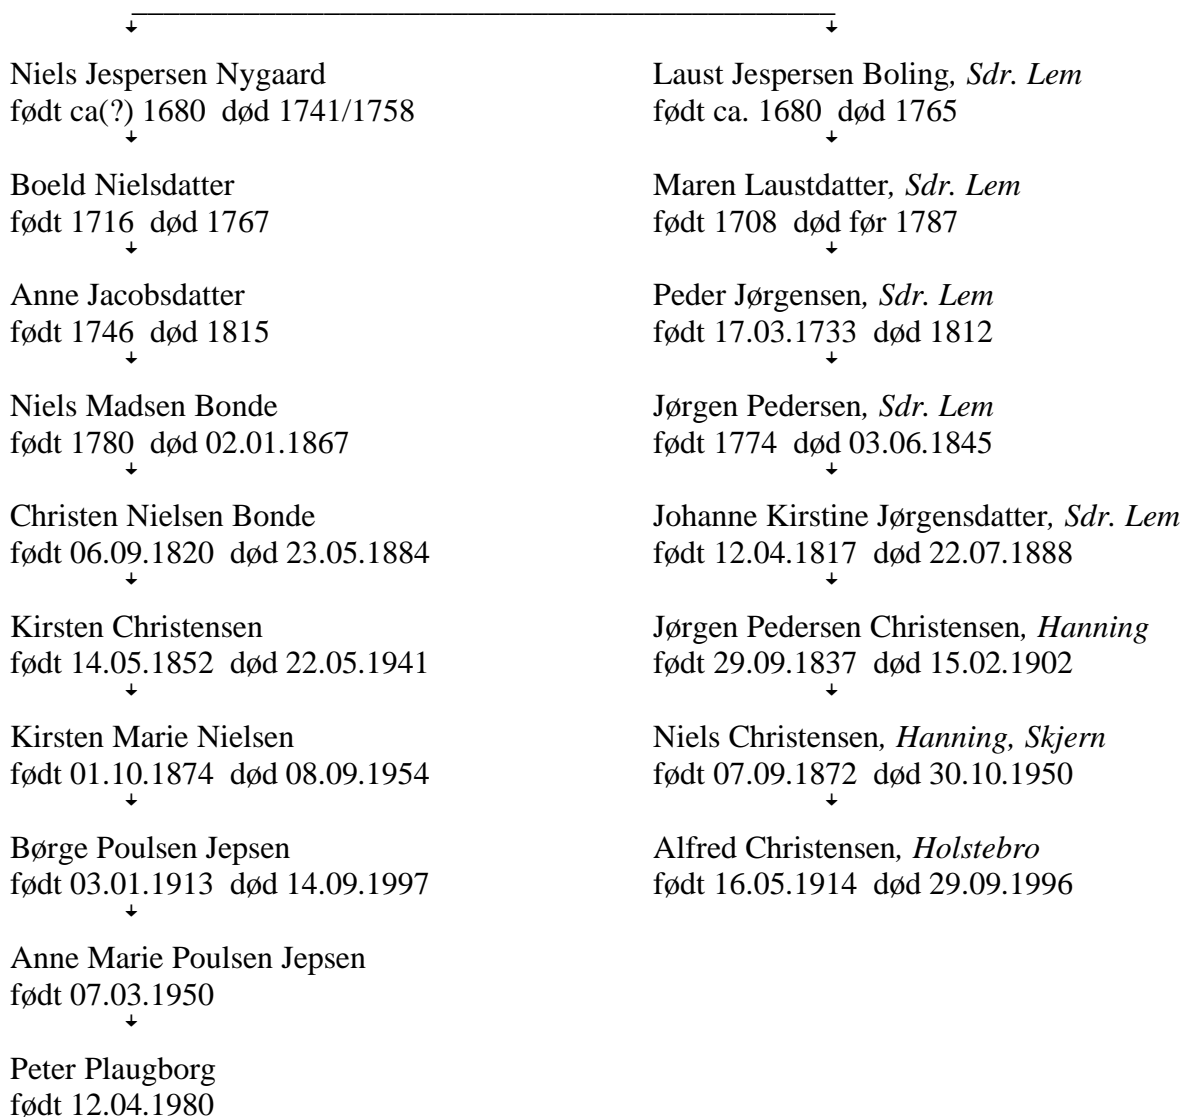 Niels Jespersen Nygaard
født ca(?) 1680 død 1741/1758
Boeld Nielsdatter
født 1716 død 1767
Anne Jacobsdatter
født 1746 død 1815
Niels Madsen Bonde
født 1780 død 02.01.1867
Christen Nielsen Bonde
født 06.09.1820 død 23.05.1884
Kirsten Christensen
født 14.05.1852 død 22.05.1941
Kirsten Marie Nielsen
født 01.10.1874 død 08.09.1954
Børge Poulsen Jepsen
født 03.01.1913 død 14.09.1997
Anne Marie Poulsen Jepsen
født 07.03.1950
Peter Plaugborg
født 12.04.1980
Laust Jespersen Boling, Sdr. Lem
født ca. 1680 død 1765
Maren Laustdatter, Sdr. Lem
født 1708 død før 1787
Peder Jørgensen, Sdr. Lem
født 17.03.1733 død 1812
Jørgen Pedersen, Sdr. Lem
født 1774 død 03.06.1845
Johanne Kirstine Jørgensdatter, Sdr. Lem
født 12.04.1817 død 22.07.1888
Jørgen Pedersen Christensen, Hanning
født 29.09.1837 død 15.02.1902
Niels Christensen, Hanning, Skjern
født 07.09.1872 død 30.10.1950
Alfred Christensen, Holstebro
født 16.05.1914 død 29.09.1996